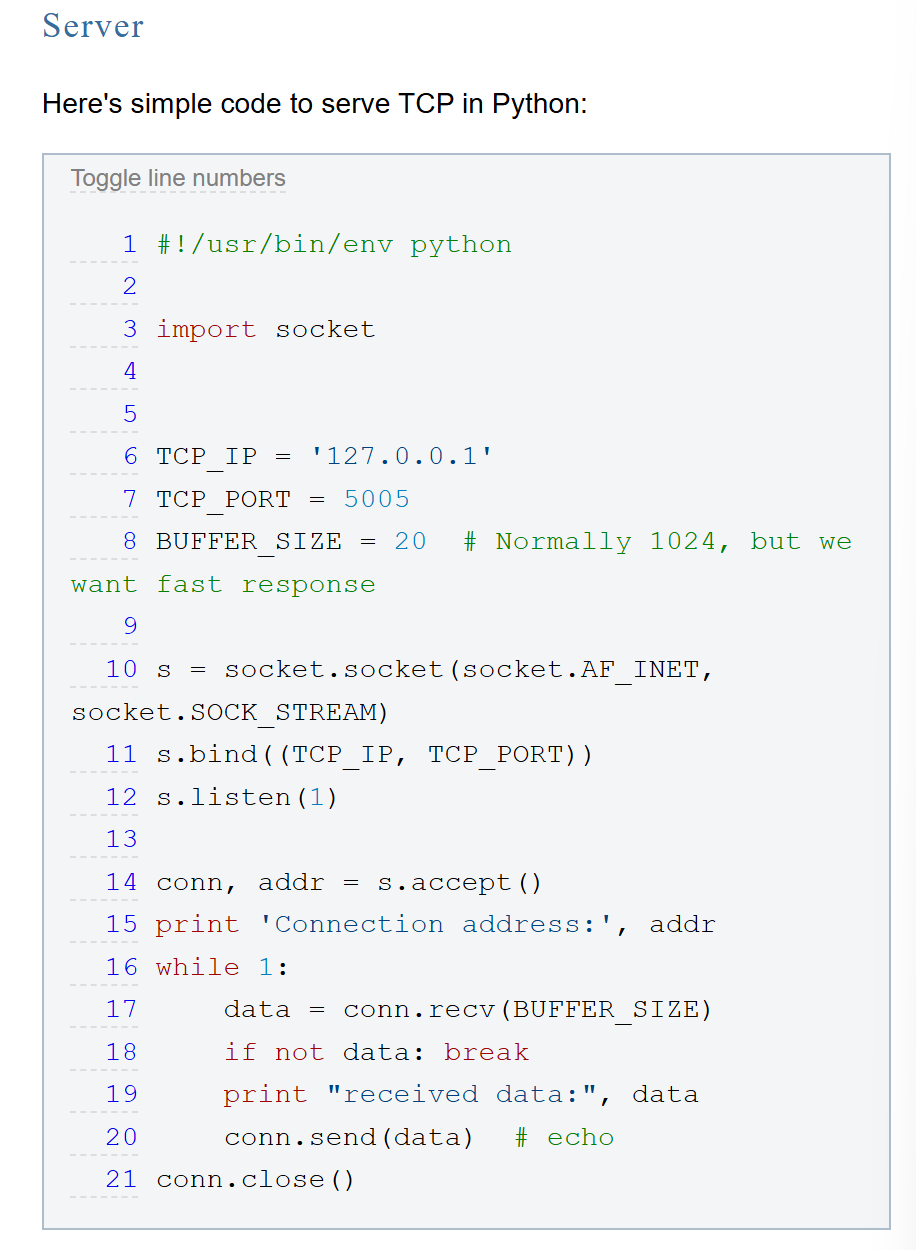 Server
Here's simple code to serve TCP in Python:
Toggle line numbers
1 #!/usr/bin/env python
2
3 import socket
4
5
6 TCP_IP = '127.0.0.1'
7 TCP_PORT = 5005
8 BUFFER_SIZE = 20  # Normally 1024, but we
want fast response
9
10 s = socket.socket(socket.AF_INET,
socket.SOCK_STREAM)
11 s.bind((TCP_IP, TCP_PORT))
12 s.listen(1)
13
14 conn, addr = s.accept()
15 print 'Connection address:', addr
16 while 1:
17     data = conn.recv(BUFFER_SIZE)
18     if not data: break
19     print "received data:", data
20     conn.send(data)  # echo
21 conn.close()